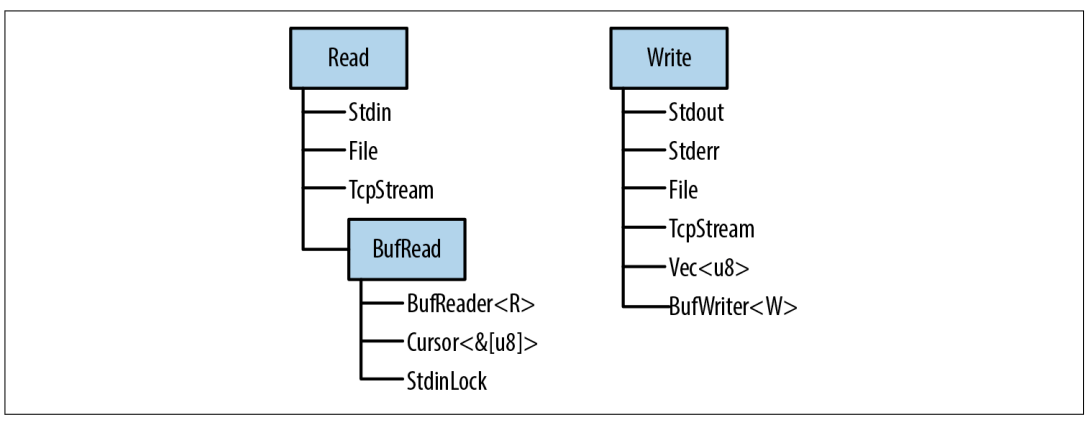 Read
Stdin
File
TcpStream
BufRead
BufReader<R>
Cursor<&[u8]>
StdinLock
Write
Stdout
Stderr
File
TcpStream
Vec<u8>
BufWriter<W>